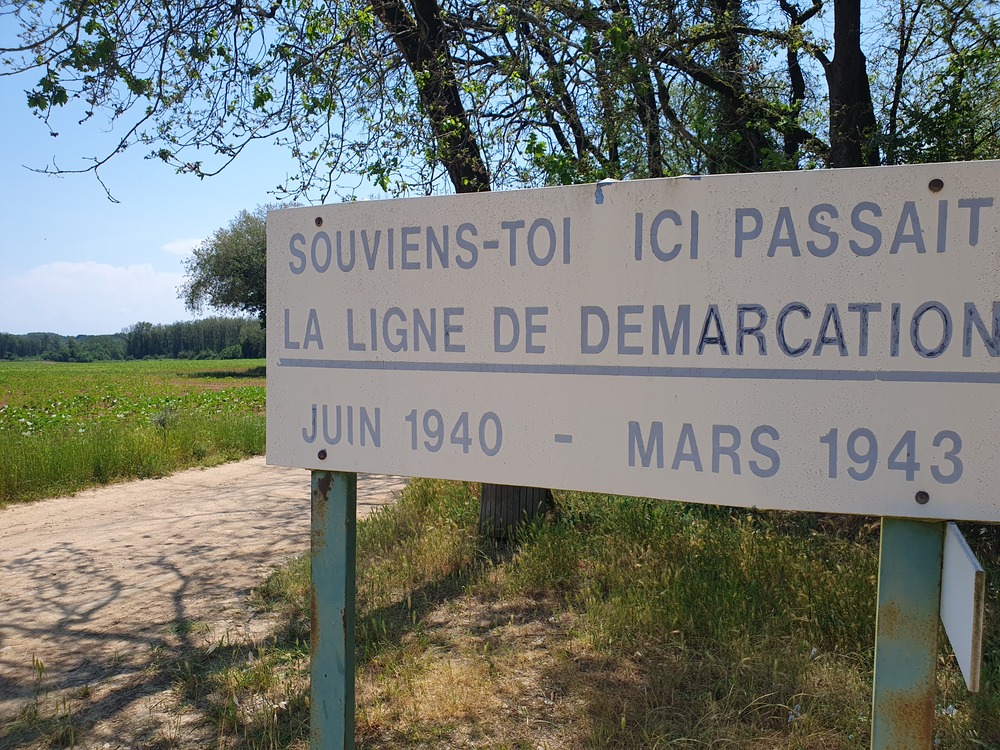 SOUVIENS-TOI ICI PASSAIT
LA LIGNE DE DEMARCATION
JUIN 1940 - MARS 1943